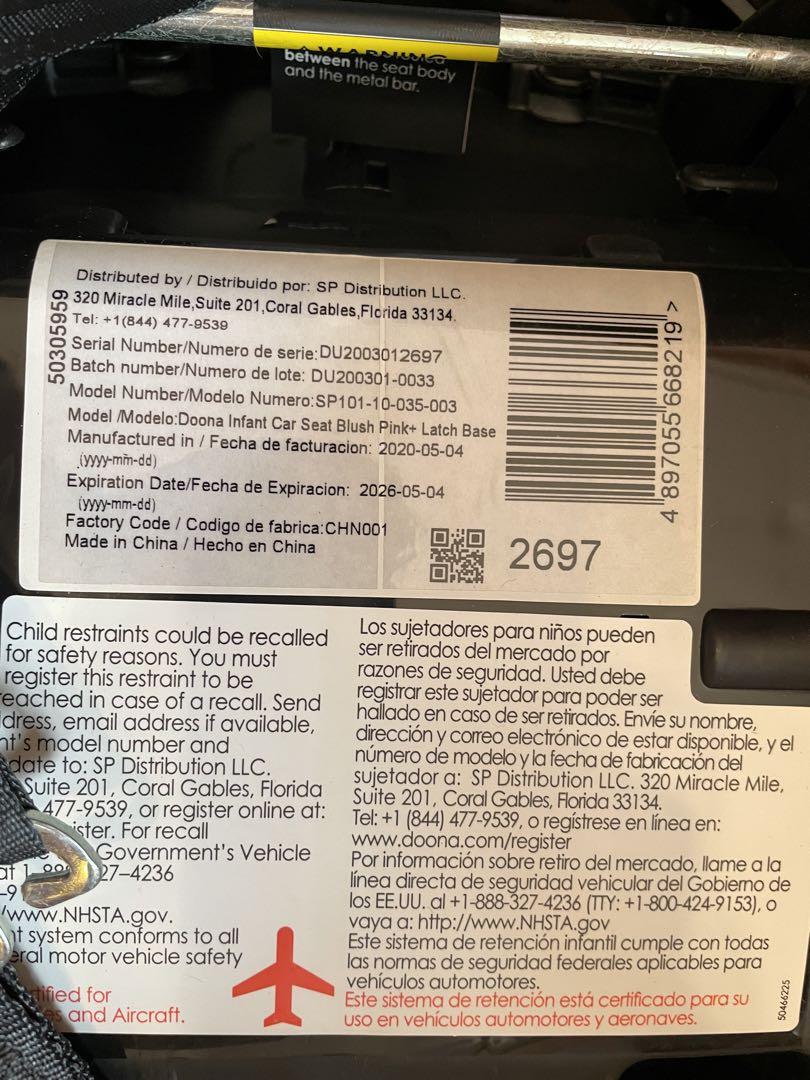 WARNING
between the seat body
and the metal bar.
Distributed by / Distribuido por: SP Distribution LLC.
320 Miracle Mile,Suite 201,Coral Gables,Florida 33134.
Tel: +1(844) 477-9539
Serial Number/Numero de serie:DU2003012697
Batch number/Numero de lote: DU200301-0033
Model Number/Modelo Numero:SP101-10-035-003
Model /Modelo:Doona Infant Car Seat Blush Pink+ Latch Base
Manufactured in / Fecha de facturacion: 2020-05-04
(yyyy-mm-dd)
Expiration Date/Fecha de Expiracion: 2026-05-04
(yyyy-mm-dd)
Factory Code / Codigo de fabrica:CHN001
Made in China / Hecho en China
50305959
2697
4 897055 668219 >
Child restraints could be recalled
for safety reasons. You must
register this restraint to be
reached in case of a recall. Send
dress, email address if available,
nt's model number and
date to: SP Distribution LLC.
Suite 201, Coral Gables, Florida
477-9539, or register online at:
ister. For recall
Government's Vehicle
at 1-88 27-4236
-9
/www.NHSTA.gov.
nt system conforms to all
eral motor vehicle safety
tified for
es and Aircraft.
Los sujetadores para niños pueden
ser retirados del mercado por
razones de seguridad. Usted debe
registrar este sujetador para poder ser
hallado en caso de ser retirados. Envíe su nombre,
dirección y correo electrónico de estar disponible, y el
número de modelo y la fecha de fabricación del
sujetador a: SP Distribution LLC. 320 Miracle Mile,
Suite 201, Coral Gables, Florida 33134.
Tel: +1 (844) 477-9539, o regístrese en línea en:
www.doona.com/register
Por información sobre retiro del mercado, llame a la
línea directa de seguridad vehicular del Gobierno de
los EE.UU. al +1-888-327-4236 (TTY: +1-800-424-9153), o
vaya a: http://www.NHSTA.gov
Este sistema de retención infantil cumple con todas
las normas de seguridad federales aplicables para
vehículos automotores.
Este sistema de retención está certificado para su
uso en vehículos automotores y aeronaves.
50466225